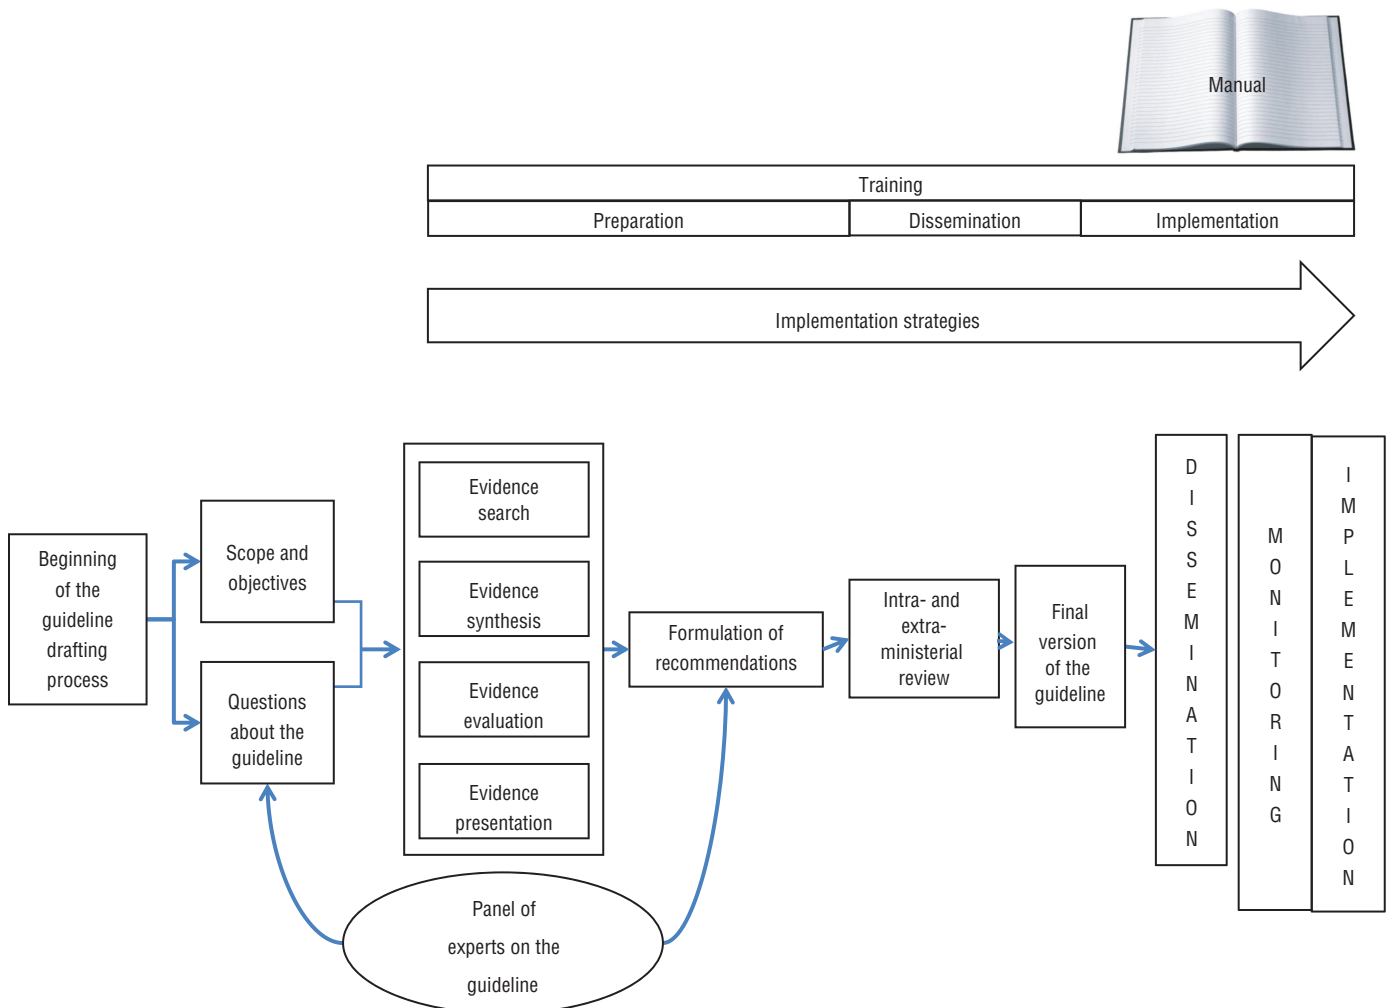 Manual
Training
Preparation
Dissemination
Implementation
Implementation strategies
Beginning
of the
guideline
drafting
process
Scope and
objectives
Questions
about the
guideline
Evidence
search
Evidence
synthesis
Evidence
evaluation
Evidence
presentation
Formulation of
recommendations
Intra- and
extra-
ministerial
review
Final
version
of the
guideline
DISSEMINATION
MONITORING
IMPLEMENTATION
Panel of
experts on the
guideline